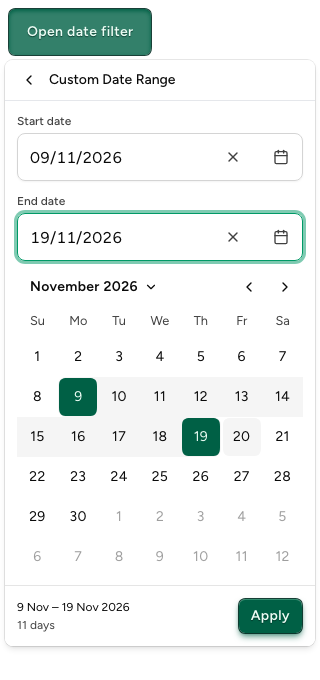 Open date filter
Custom Date Range
Start date
09/11/2026
End date
19/11/2026
November 2026
Su Mo Tu We Th Fr Sa
1 2 3 4 5 6 7
8 9 10 11 12 13 14
15 16 17 18 19 20 21
22 23 24 25 26 27 28
29 30 1 2 3 4 5
6 7 8 9 10 11 12
9 Nov – 19 Nov 2026
11 days
Apply